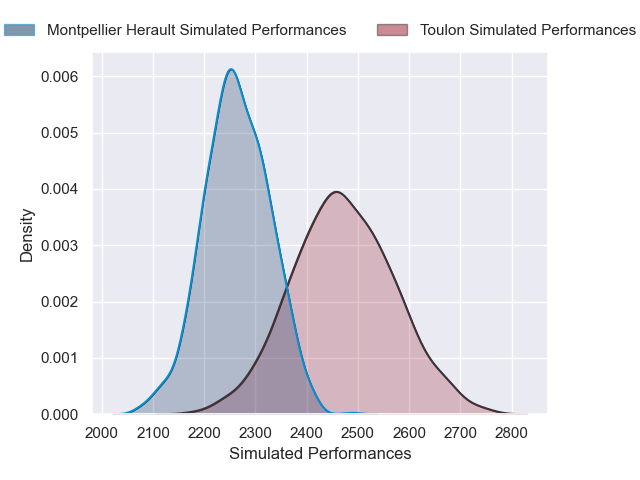 Montpellier Herault Simulated Performances
Toulon Simulated Performances
0.006
0.005
0.004
0.003
0.002
0.001
0.000
Density
2000 2100 2200 2300 2400 2500 2600 2700 2800
Simulated Performances